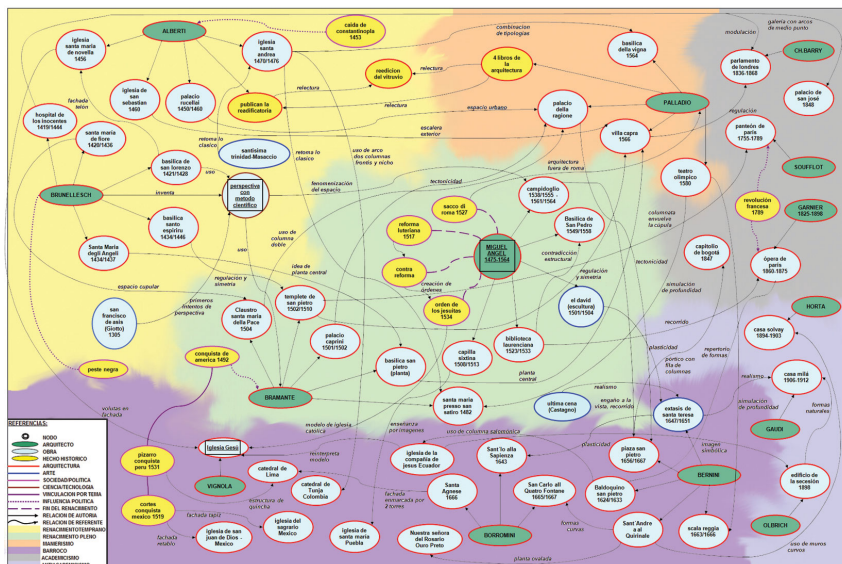 ALBERTI
caída de
constantinopla
1453
iglesia
santa maría
de novella
1456
iglesia
santa
andrea
1470/1476
combinacion
de tipologías
galería con arcos
de medio punto
basilica
della vigna
1564
modulación
parlamento
de londres
1836-1868
CH.BARRY
reedicion del
vitruvio
relectura
4 libros de
la
arquitectura
iglesia de
san
sebastian
1460
palacio
rucellai
1450/1460
publican la
readificatoria
relectura
relectura
espacio urbano
palacio
della
ragione
PALLADIO
palacio de
san josé
1848
fachada
telón
hospital de
los inocentes
1419/1444
santa maria
de fiore
1420/1436
retoma lo
clasico
santísima
trinidad-Masaccio
retoma lo
clasico
escalera
exterior
uso de arco
dos columnas
frontis y nicho
villa capra
1566
regulación
panteón de
paris
1755-1789
basilica de
san lorenzo
1421/1428
uso
arquitectura
fuera de roma
SOUFFLOT
BRUNELLESCH
inventa
perspectiva
con
metodo
científico
fenomenización
del espacio
tectonicidad
campidoglio
1538/1555 -
1561/1564
teatro
olimpico
1580
revolución
francesa
1789
GARNIER
1825-1898
sacco di
roma 1527
basilica
santo
espiriru
1434/1446
reforma
luteriana
1517
Basilica de
San Pedro
1549/1558
columnata
envuelve
la cúpula
MIGUEL
ANGEL
1475-1564
uso de
columna
doble
uso
contradicción
estructural
capitolio
de bogotá
1847
ópera de
paris
1860-1875
Santa Maria
degli Angeli
1434/1437
contra
reforma
idea de
planta central
tectonicidad
espacio cupular
regulación y
simetría
creación de
órdenes
regulación y
simetría
simulación de
profundidad
san
francisco
de asis
(Giotto)
1305
primeros
intentos de
perspectiva
Claustro
santa maria
della Pace
1504
templete de
san pietro
1502/1510
orden de
los jesuitas
1534
el david
(escultura)
1501/1504
recorrido
HORTA
palacio
caprini
1501/1502
biblioteca
laurenciana
1523/1533
plasticidad
repertorio
de formas
casa solvay
1894-1903
conquista de
america 1492
capilla
sixtina
1508/1513
portico con
fila de
columnas
peste negra
basilica san
pietro
(planta)
planta
central
realismo
casa milá
1906-1912
BRAMANTE
santa maria
presso san
satiro 1482
realismo
engaño a la
vista, recorrido
simulación
de profundidad
formas
naturales
volutas en
fachada
enseñanza
por imagenes
ultima cena
(Castagno)
extasis de
santa teresa
1647/1651
GAUDI
modelo de iglesia
catolica
uso de columna salomónica
REFERENCIAS:
NODO
ARQUITECTO
OBRA
HECHO HISTORICO
ARQUITECTURA
ARTE
SOCIEDAD/POLITICA
CIENCIA/TECNOLOGIA
VINCULACION POR TEMA
INFLUENCIA POLITICA
FIN DEL RENACIMIENTO
RELACION DE AUTORIA
RELACION DE REFERENTE
RENACIMIENTO TEMPRANO
RENACIMIENTO PLENO
MANIERISMO
BARROCO
ACADEMICISMO
pizarro
conquista
peru 1531
Iglesia Gesú
reinterpreta
modelo
iglesia de la
compañia de
jesus Ecuador
Sant'Io alla
Sapienza
1643
plasticidad
plaza san
pietro
1656/1667
imagen
simbólica
VIGNOLA
catedral de
Lima
catedral
de Tunja
Colombia
BERNINI
edificio de
la secesión
1898
cortes
conquista
mexico 1519
estructura de
quincha
fachada
enmarcada por
2 torres
Santa
Agnese
1666
San Carlo all
Quatro Fontane
1665/1667
Baldoquino
san pietro
1624/1633
fachada tapiz
iglesia del
sagrario Mexico
formas
curvas
Sant'Andre
a al
Quirinale
scala reggia
1663/1666
OLBRICH
fachada
retablo
iglesia de san
juan de Dios -
Mexico
iglesia de
santa maria
Puebla
Nuestra señora
del Rosario
Ouro Preto
BORROMINI
planta ovalada
uso de muros
curvos